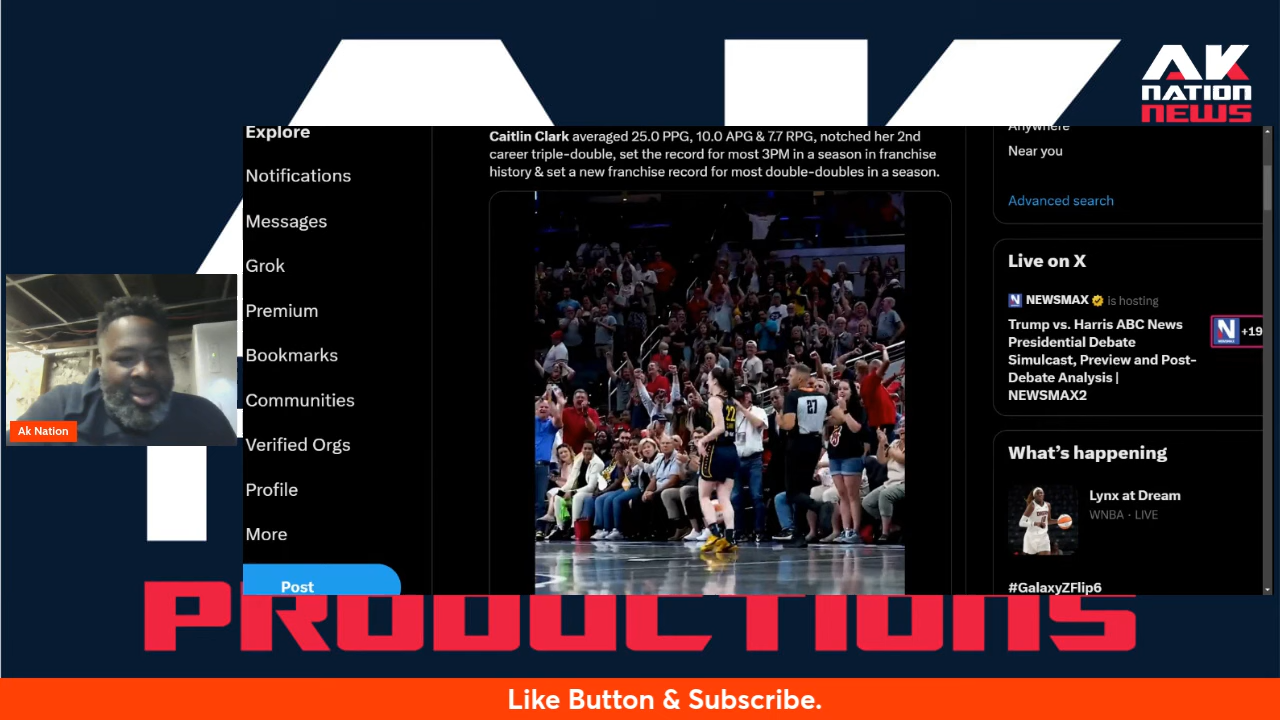 AK
NATION
NEWS
Explore
Notifications
Messages
Grok
Premium
Bookmarks
Communities
Verified Orgs
Profile
More
Post
Caitlin Clark averaged 25.0 PPG, 10.0 APG & 7.7 RPG, notched her 2nd
career triple-double, set the record for most 3PM in a season in franchise
history & set a new franchise record for most double-doubles in a season.
22
27
Anywhere
Near you
Advanced search
Live on X
N NEWSMAX is hosting
Trump vs. Harris ABC News
Presidential Debate
Simulcast, Preview and Post-
Debate Analysis |
NEWSMAX2
N +19
What's happening
Lynx at Dream
WNBA · LIVE
#GalaxyZFlip6
Ak Nation
PRODUCTIONS
Like Button & Subscribe.